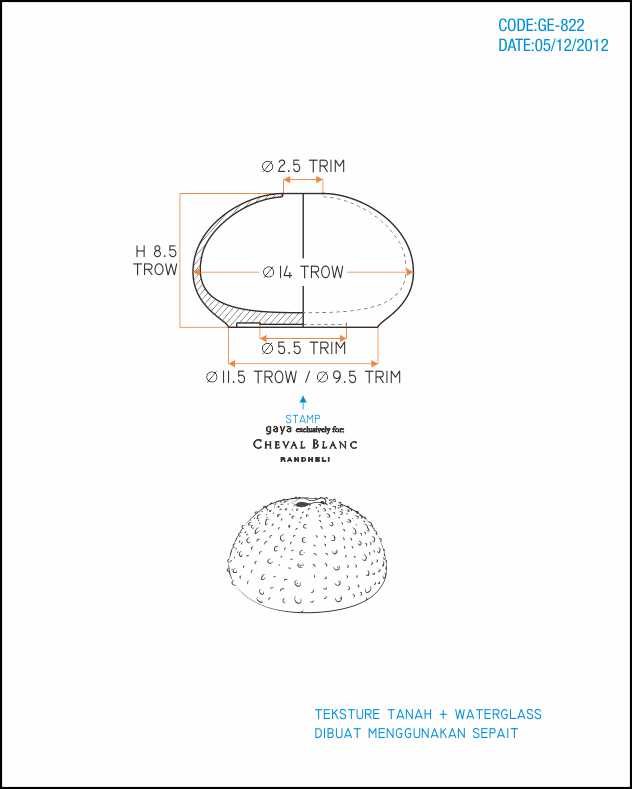 CODE:GE-822
DATE:05/12/2012
∅ 2.5 TRIM
H 8.5
TROW
∅ 14 TROW
∅ 5.5 TRIM
∅ 11.5 TROW / ∅ 9.5 TRIM
STAMP
gaya exclusively for:
CHEVAL BLANC
RANDHELI
TEKSTURE TANAH + WATERGLASS
DIBUAT MENGGUNAKAN SEPAIT